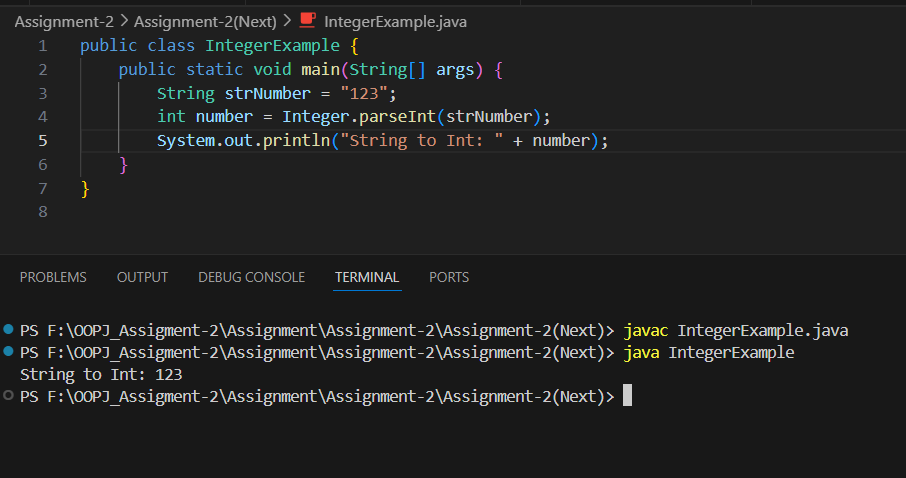 Assignment-2 > Assignment-2(Next) > IntegerExample.java
1 public class IntegerExample {
2 public static void main(String[] args) {
3 String strNumber = "123";
4 int number = Integer.parseInt(strNumber);
5 System.out.println("String to Int: " + number);
6 }
7 }
8
PROBLEMS OUTPUT DEBUG CONSOLE TERMINAL PORTS
PS F:\OOPJ_Assigment-2\Assignment\Assignment-2\Assignment-2(Next)> javac IntegerExample.java
PS F:\OOPJ_Assigment-2\Assignment\Assignment-2\Assignment-2(Next)> java IntegerExample
String to Int: 123
PS F:\OOPJ_Assigment-2\Assignment\Assignment-2\Assignment-2(Next)>